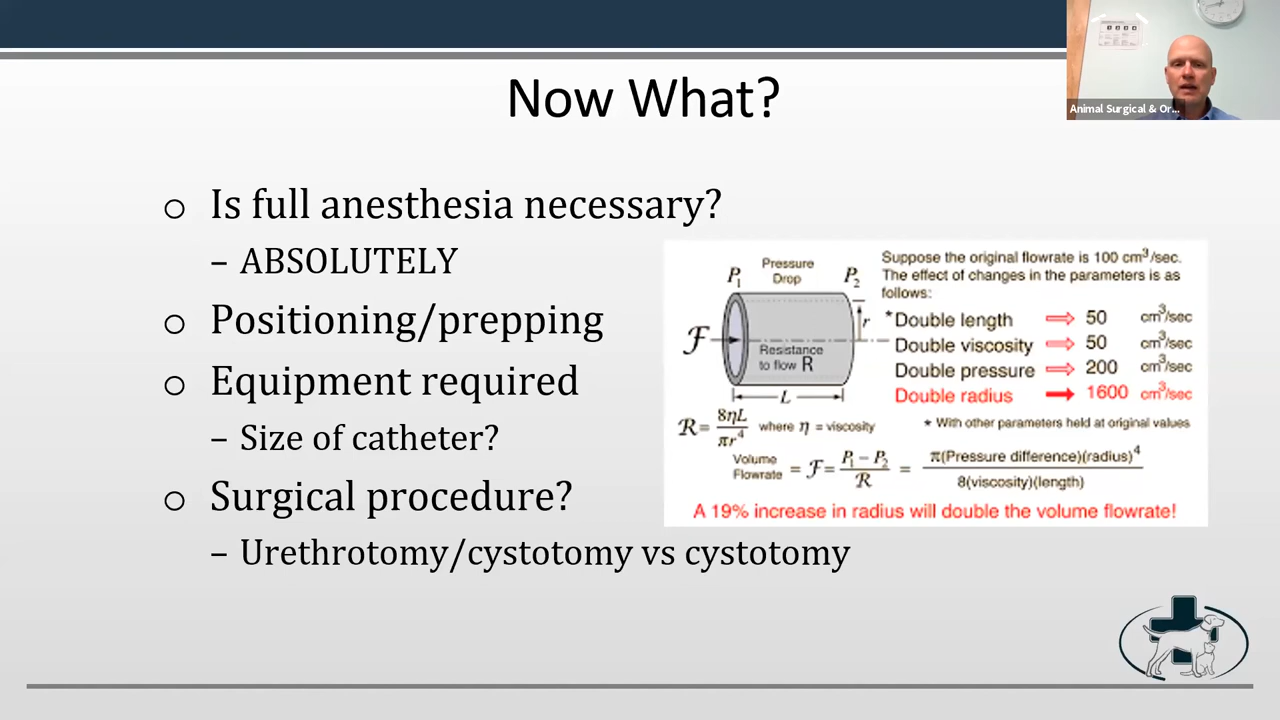 Animal Surgical & Or...
Now What?
o Is full anesthesia necessary?
– ABSOLUTELY
o Positioning/prepping
o Equipment required
– Size of catheter?
o Surgical procedure?
– Urethrotomy/cystotomy vs cystotomy
P₁ Pressure Drop P₂
ℱ
r
Resistance to flow R
L
Suppose the original flowrate is 100 cm³/sec.
The effect of changes in the parameters is as
follows:
*Double length ⇒ 50 cm³/sec
Double viscosity ⇒ 50 cm³/sec
Double pressure ⇒ 200 cm³/sec
Double radius → 1600 cm³/sec
* With other parameters held at original values
ℛ = 8ηL / πr⁴ where η = viscosity
Volume Flowrate = ℱ = P₁ − P₂ / ℛ = π(Pressure difference)(radius)⁴ / 8(viscosity)(length)
A 19% increase in radius will double the volume flowrate!